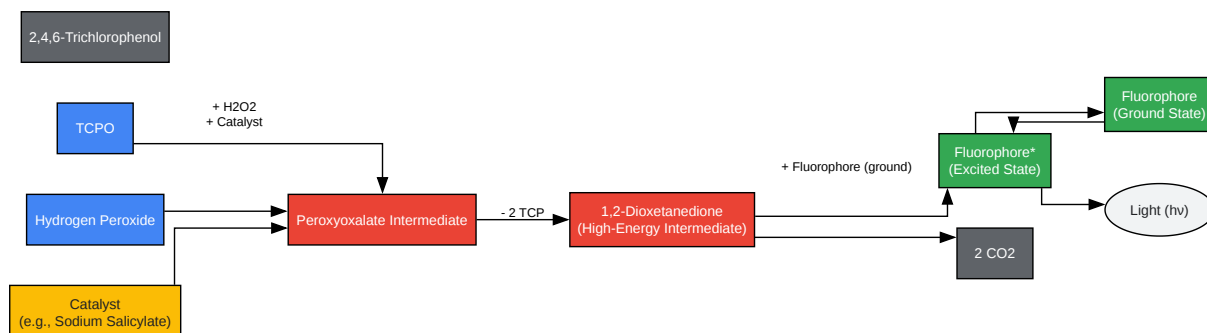 2,4,6-Trichlorophenol
TCPO
+ H2O2
+ Catalyst
Hydrogen Peroxide
Catalyst
(e.g., Sodium Salicylate)
Peroxyoxalate Intermediate
- 2 TCP
1,2-Dioxetanedione
(High-Energy Intermediate)
+ Fluorophore (ground)
Fluorophore*
(Excited State)
Fluorophore
(Ground State)
Light (hν)
2 CO2